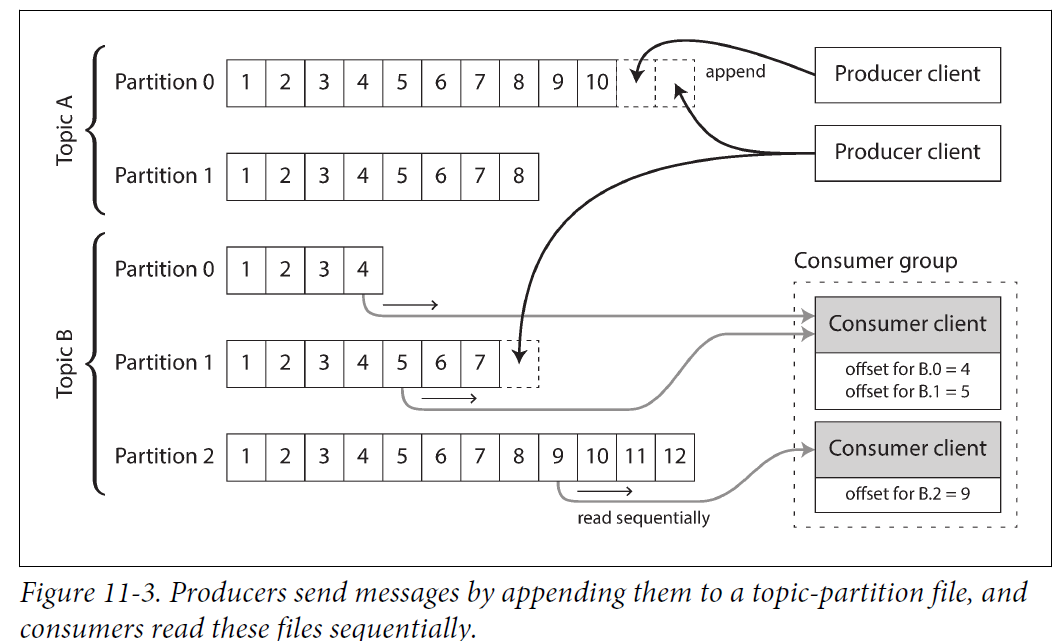 Topic A
Partition 0
1 2 3 4 5 6 7 8 9 10
append
Producer client
Producer client
Partition 1
1 2 3 4 5 6 7 8
Topic B
Partition 0
1 2 3 4
Consumer group
Consumer client
offset for B.0 = 4
offset for B.1 = 5
Partition 1
1 2 3 4 5 6 7
Partition 2
1 2 3 4 5 6 7 8 9 10 11 12
Consumer client
offset for B.2 = 9
read sequentially
Figure 11-3. Producers send messages by appending them to a topic-partition file, and
consumers read these files sequentially.